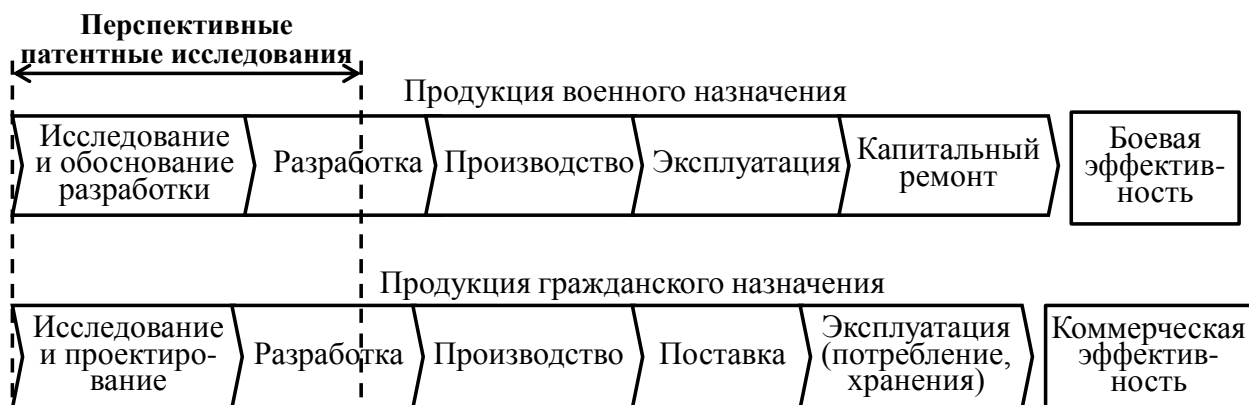 Перспективные
патентные исследования
Продукция военного назначения
Исследование
и обоснование
разработки
Разработка
Производство
Эксплуатация
Капитальный
ремонт
Боевая
эффектив-
ность
Продукция гражданского назначения
Исследование
и проектиро-
вание
Разработка
Производство
Поставка
Эксплуатация
(потребление,
хранения)
Коммерческая
эффектив-
ность